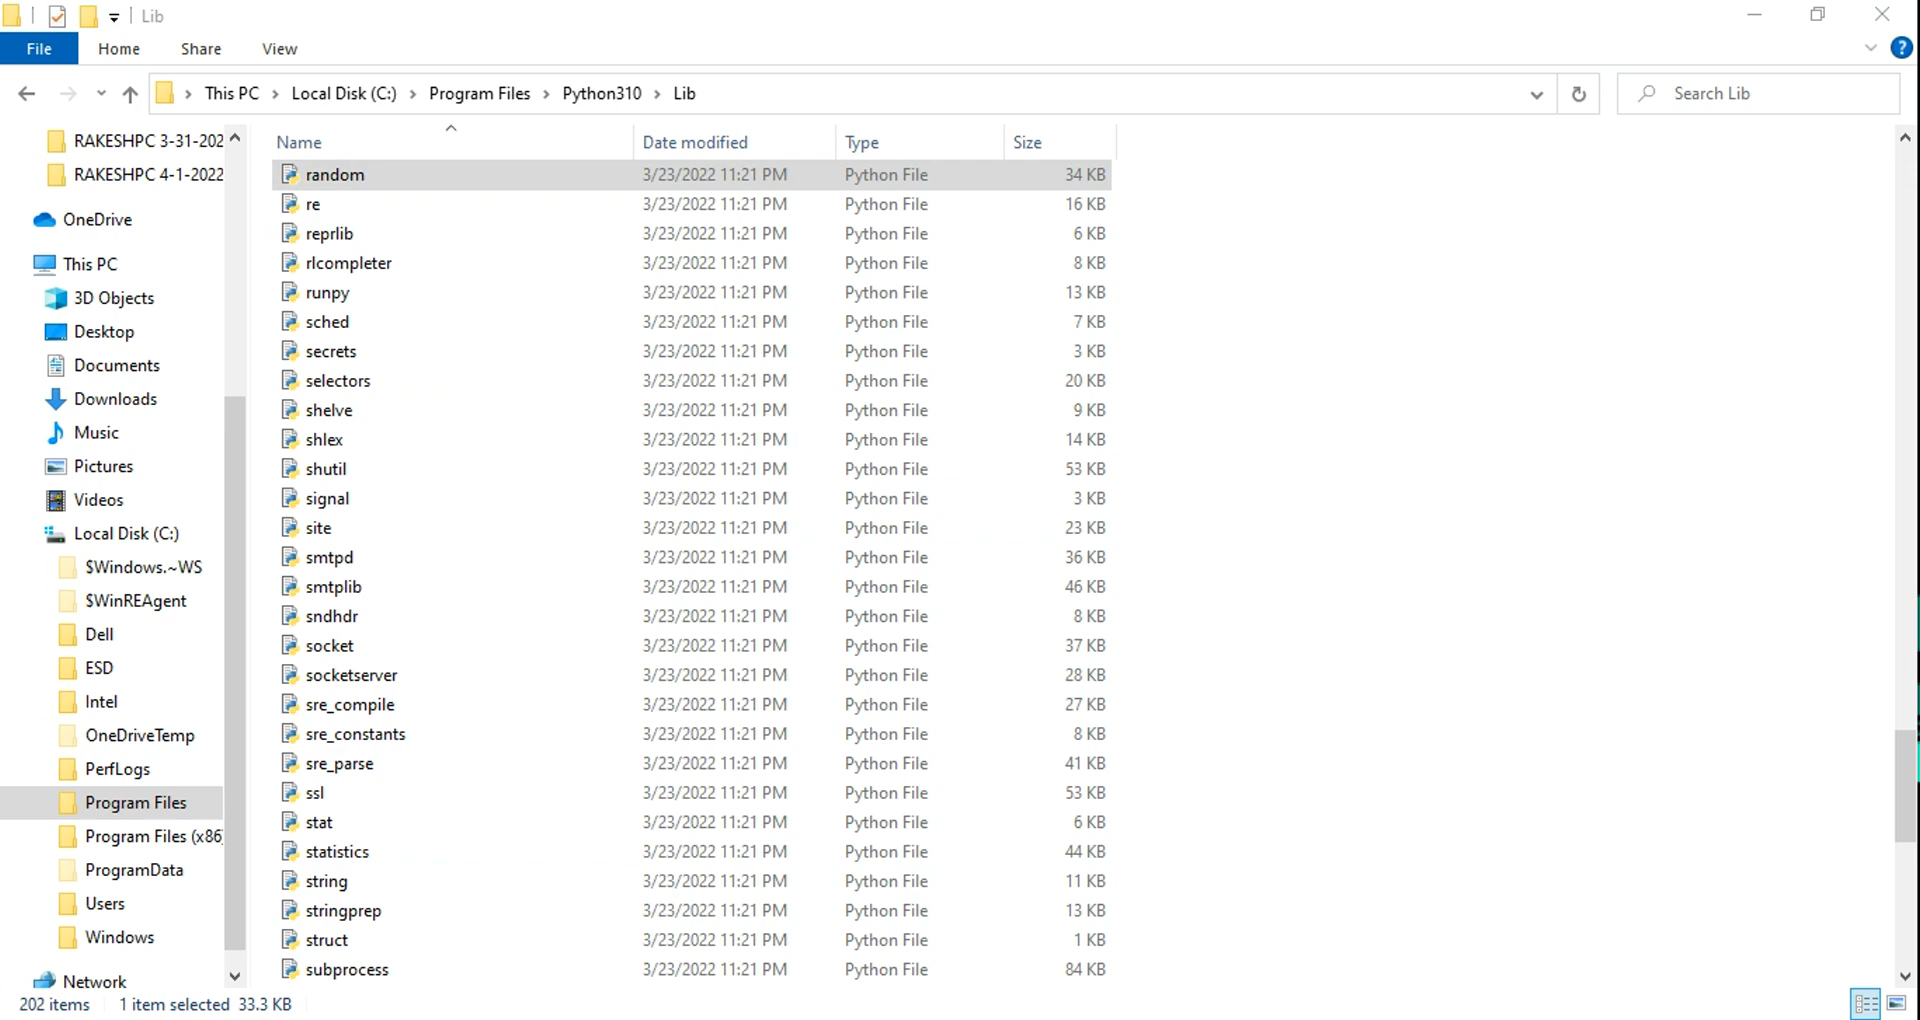 Lib
File Home Share View
This PC Local Disk (C:) Program Files Python310 Lib
Search Lib
RAKESHPC 3-31-202
RAKESHPC 4-1-2022
OneDrive
This PC
3D Objects
Desktop
Documents
Downloads
Music
Pictures
Videos
Local Disk (C:)
$Windows.~WS
$WinREAgent
Dell
ESD
Intel
OneDriveTemp
PerfLogs
Program Files
Program Files (x86)
ProgramData
Users
Windows
Network
Name Date modified Type Size
random 3/23/2022 11:21 PM Python File 34 KB
re 3/23/2022 11:21 PM Python File 16 KB
reprlib 3/23/2022 11:21 PM Python File 6 KB
rlcompleter 3/23/2022 11:21 PM Python File 8 KB
runpy 3/23/2022 11:21 PM Python File 13 KB
sched 3/23/2022 11:21 PM Python File 7 KB
secrets 3/23/2022 11:21 PM Python File 3 KB
selectors 3/23/2022 11:21 PM Python File 20 KB
shelve 3/23/2022 11:21 PM Python File 9 KB
shlex 3/23/2022 11:21 PM Python File 14 KB
shutil 3/23/2022 11:21 PM Python File 53 KB
signal 3/23/2022 11:21 PM Python File 3 KB
site 3/23/2022 11:21 PM Python File 23 KB
smtpd 3/23/2022 11:21 PM Python File 36 KB
smtplib 3/23/2022 11:21 PM Python File 46 KB
sndhdr 3/23/2022 11:21 PM Python File 8 KB
socket 3/23/2022 11:21 PM Python File 37 KB
socketserver 3/23/2022 11:21 PM Python File 28 KB
sre_compile 3/23/2022 11:21 PM Python File 27 KB
sre_constants 3/23/2022 11:21 PM Python File 8 KB
sre_parse 3/23/2022 11:21 PM Python File 41 KB
ssl 3/23/2022 11:21 PM Python File 53 KB
stat 3/23/2022 11:21 PM Python File 6 KB
statistics 3/23/2022 11:21 PM Python File 44 KB
string 3/23/2022 11:21 PM Python File 11 KB
stringprep 3/23/2022 11:21 PM Python File 13 KB
struct 3/23/2022 11:21 PM Python File 1 KB
subprocess 3/23/2022 11:21 PM Python File 84 KB
202 items 1 item selected 33.3 KB